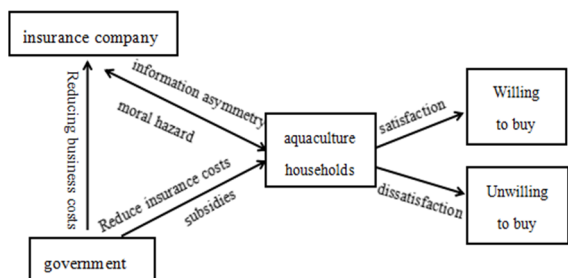 insurance company
Reducing business costs
information asymmetry
moral hazard
Reduce insurance costs
subsidies
government
aquaculture
households
satisfaction
dissatisfaction
Willing
to buy
Unwilling
to buy